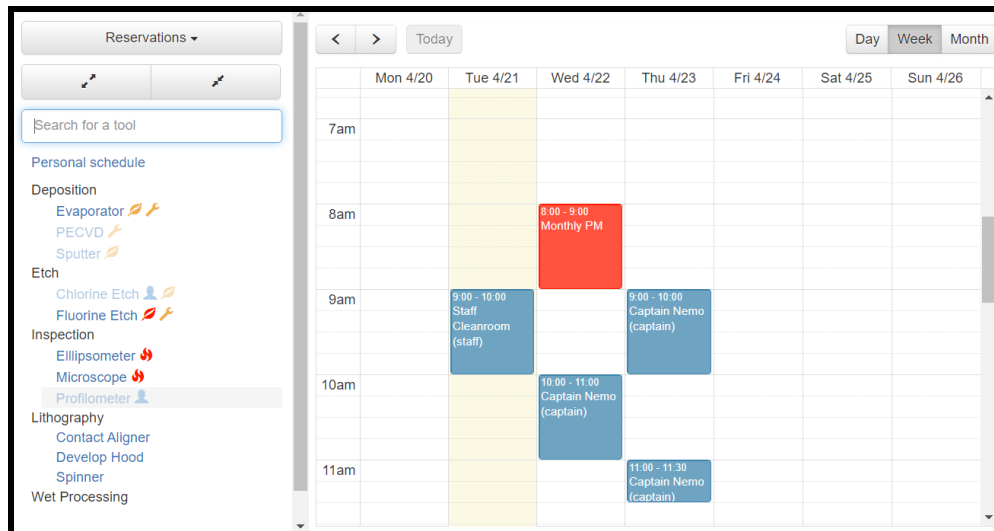 Reservations
Today
Day Week Month
Search for a tool
Personal schedule
Deposition
Evaporator
PECVD
Sputter
Etch
Chlorine Etch
Fluorine Etch
Inspection
Elllipsometer
Microscope
Profilometer
Lithography
Contact Aligner
Develop Hood
Spinner
Wet Processing
Mon 4/20 Tue 4/21 Wed 4/22 Thu 4/23 Fri 4/24 Sat 4/25 Sun 4/26
7am
8am
8:00 - 9:00
Monthly PM
9am
9:00 - 10:00
Staff
Cleanroom
(staff)
9:00 - 10:00
Captain Nemo
(captain)
10am
10:00 - 11:00
Captain Nemo
(captain)
11am
11:00 - 11:30
Captain Nemo
(captain)